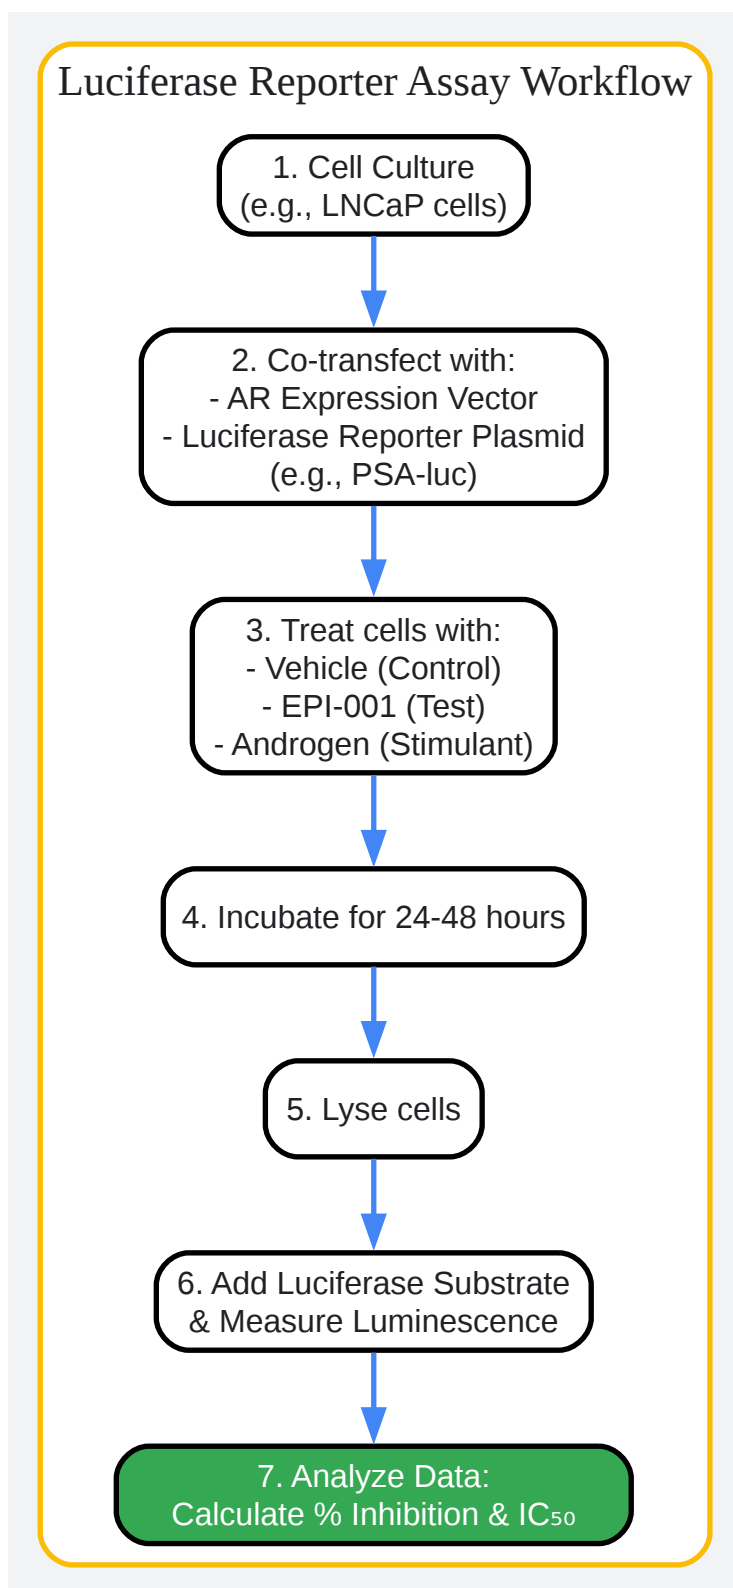 Luciferase Reporter Assay Workflow
1. Cell Culture
(e.g., LNCaP cells)
2. Co-transfect with:
- AR Expression Vector
- Luciferase Reporter Plasmid
(e.g., PSA-luc)
3. Treat cells with:
- Vehicle (Control)
- EPI-001 (Test)
- Androgen (Stimulant)
4. Incubate for 24-48 hours
5. Lyse cells
6. Add Luciferase Substrate
& Measure Luminescence
7. Analyze Data:
Calculate % Inhibition & IC₅₀